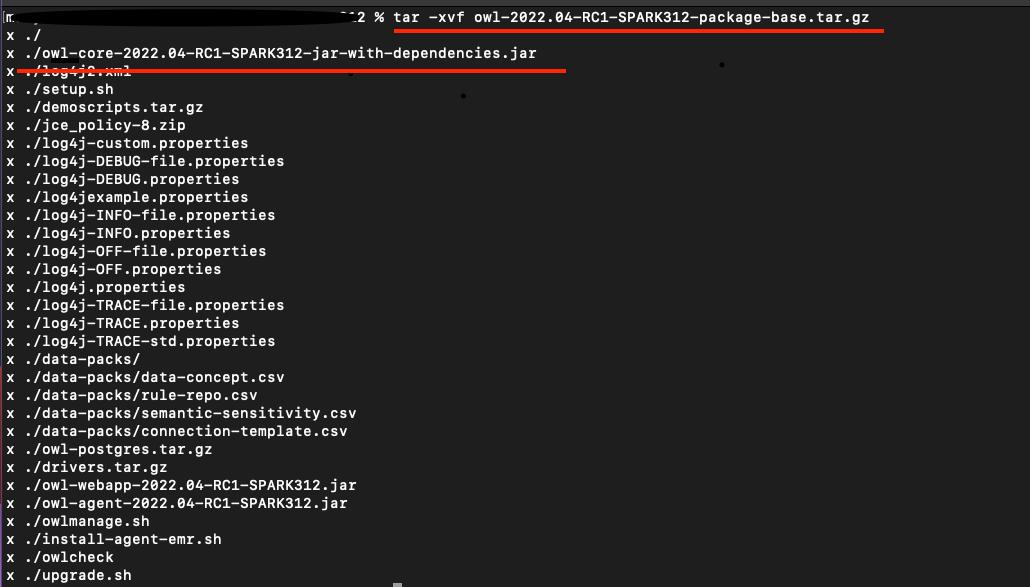 12 % tar -xvf owl-2022.04-RC1-SPARK312-package-base.tar.gz
x ./
x ./owl-core-2022.04-RC1-SPARK312-jar-with-dependencies.jar
x ./log4j2.xml
x ./setup.sh
x ./demoscripts.tar.gz
x ./jce_policy-8.zip
x ./log4j-custom.properties
x ./log4j-DEBUG-file.properties
x ./log4j-DEBUG.properties
x ./log4jexample.properties
x ./log4j-INFO-file.properties
x ./log4j-INFO.properties
x ./log4j-OFF-file.properties
x ./log4j-OFF.properties
x ./log4j.properties
x ./log4j-TRACE-file.properties
x ./log4j-TRACE.properties
x ./log4j-TRACE-std.properties
x ./data-packs/
x ./data-packs/data-concept.csv
x ./data-packs/rule-repo.csv
x ./data-packs/semantic-sensitivity.csv
x ./data-packs/connection-template.csv
x ./owl-postgres.tar.gz
x ./drivers.tar.gz
x ./owl-webapp-2022.04-RC1-SPARK312.jar
x ./owl-agent-2022.04-RC1-SPARK312.jar
x ./owlmanage.sh
x ./install-agent-emr.sh
x ./owlcheck
x ./upgrade.sh